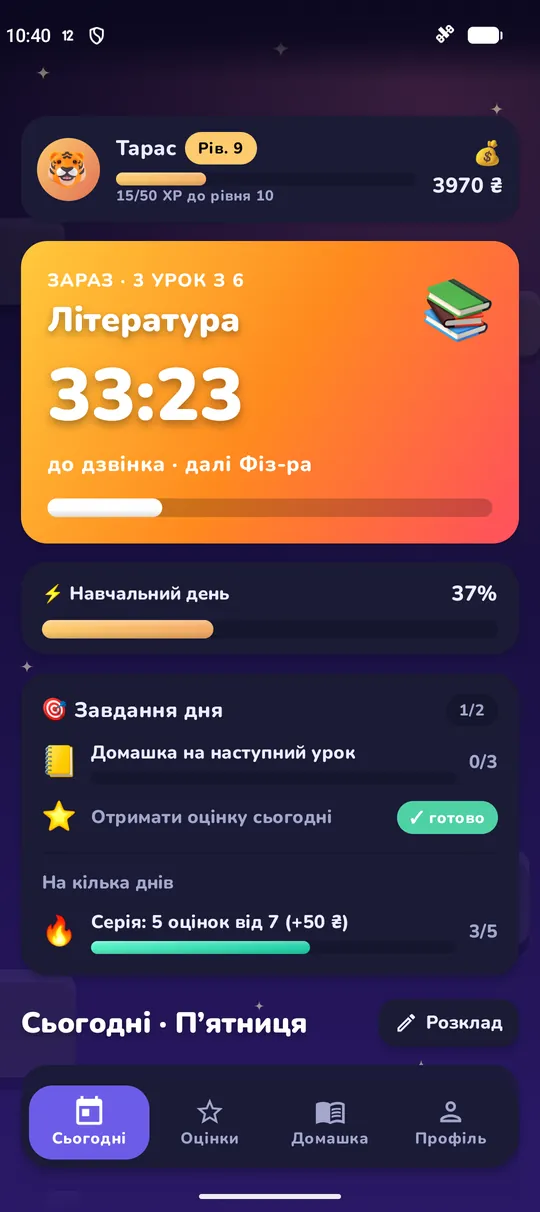 10:40 12
Тарас Рів. 9
15/50 XP до рівня 10
3970 ₴
ЗАРАЗ · 3 УРОК З 6
Література
33:23
до дзвінка · далі Фіз-ра
⚡ Навчальний день 37%
🎯 Завдання дня 1/2
Домашка на наступний урок 0/3
Отримати оцінку сьогодні ✓ готово
На кілька днів
Серія: 5 оцінок від 7 (+50 ₴) 3/5
Сьогодні · П’ятниця Розклад
Сьогодні Оцінки Домашка Профіль